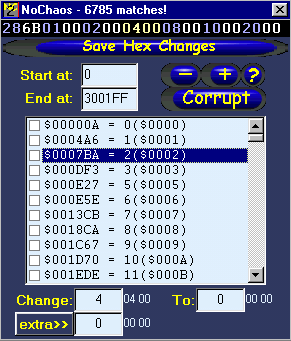 NoChaos - 6785 matches!
286B0100020004000800100020​00
Save Hex Changes
Start at: 0 - + ?
End at: 3001FF Corrupt
$00000A = 0($0000)
$0004A6 = 1($0001)
$0007BA = 2($0002)
$000DF3 = 3($0003)
$000E27 = 5($0005)
$000E5E = 6($0006)
$0013CB = 7($0007)
$0018CA = 8($0008)
$001C67 = 9($0009)
$001D70 = 10($000A)
$001EDE = 11($000B)
Change: 4 04 00 To: 0 00 00
extra>> 0 00 00